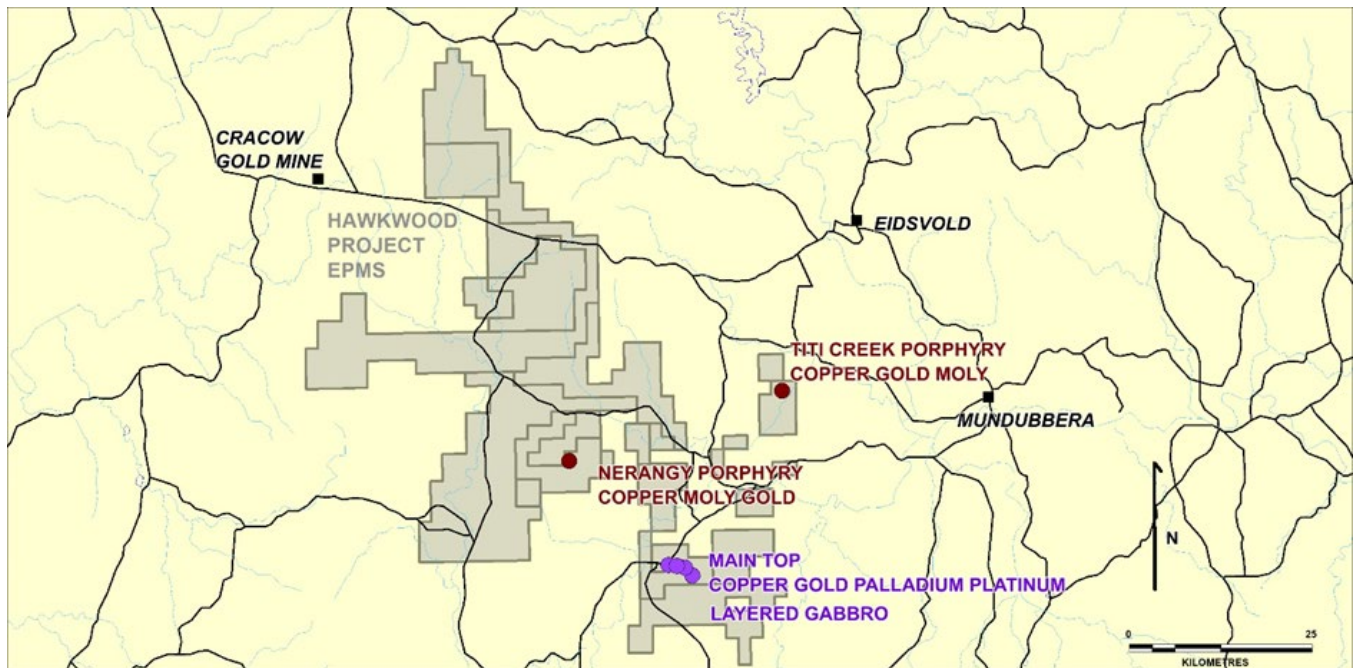 CRACOW
GOLD MINE
HAWKWOOD
PROJECT
EPMS
EIDSVOLD
TITI CREEK PORPHYRY
COPPER GOLD MOLY
MUNDUBBERA
NERANGY PORPHYRY
COPPER MOLY GOLD
N
MAIN TOP
COPPER GOLD PALLADIUM PLATINUM
LAYERED GABBRO
0 25
KILOMETRES